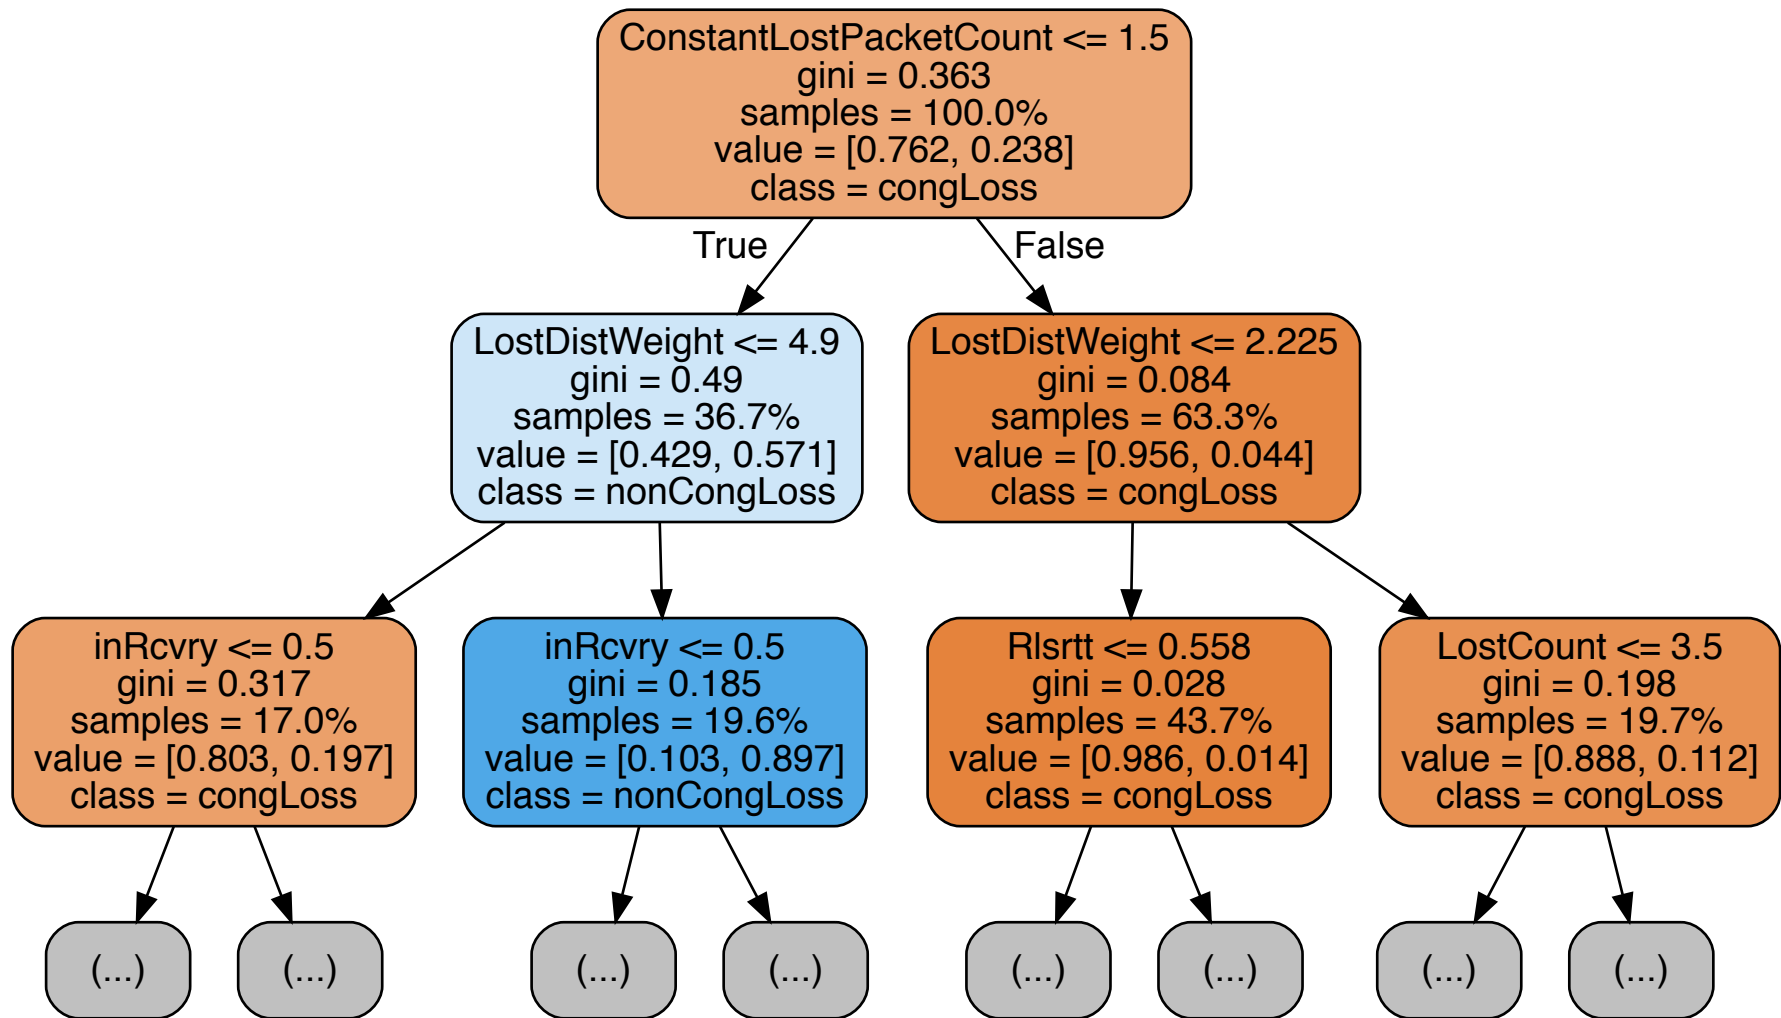 ConstantLostPacketCount <= 1.5
gini = 0.363
samples = 100.0%
value = [0.762, 0.238]
class = congLoss
True
False
LostDistWeight <= 4.9
gini = 0.49
samples = 36.7%
value = [0.429, 0.571]
class = nonCongLoss
LostDistWeight <= 2.225
gini = 0.084
samples = 63.3%
value = [0.956, 0.044]
class = congLoss
inRcvry <= 0.5
gini = 0.317
samples = 17.0%
value = [0.803, 0.197]
class = congLoss
inRcvry <= 0.5
gini = 0.185
samples = 19.6%
value = [0.103, 0.897]
class = nonCongLoss
Rlsrtt <= 0.558
gini = 0.028
samples = 43.7%
value = [0.986, 0.014]
class = congLoss
LostCount <= 3.5
gini = 0.198
samples = 19.7%
value = [0.888, 0.112]
class = congLoss
(...)
(...)
(...)
(...)
(...)
(...)
(...)
(...)